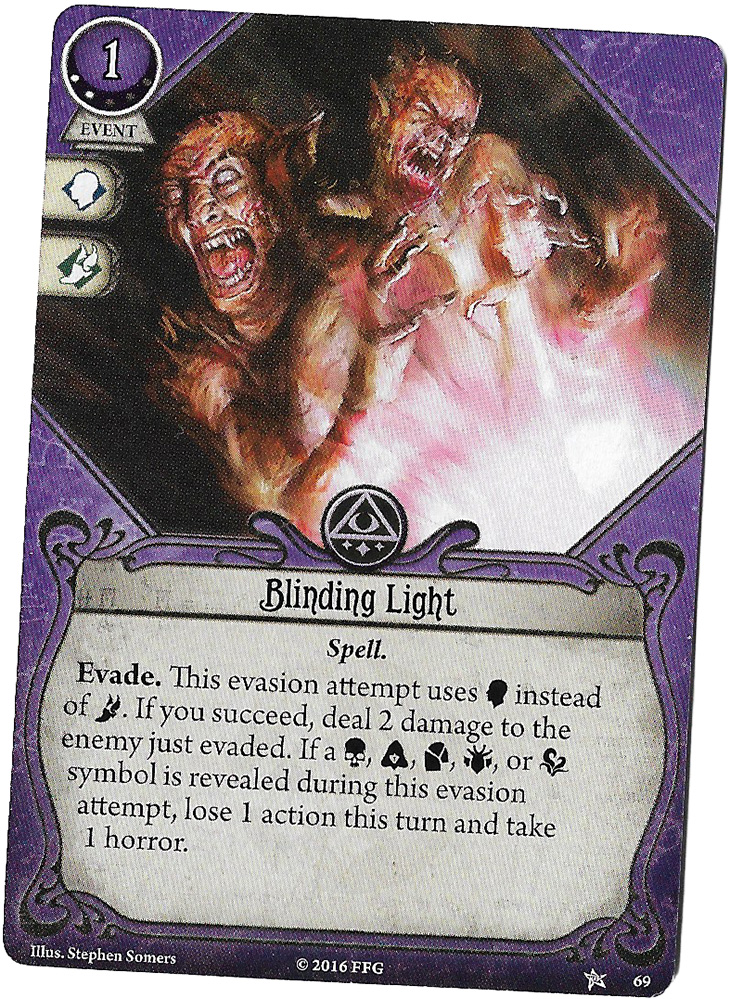 1
EVENT
Blinding Light
Spell.
Evade. This evasion attempt uses instead
of . If you succeed, deal 2 damage to the
enemy just evaded. If a , , , , or
symbol is revealed during this evasion
attempt, lose 1 action this turn and take
1 horror.
Illus. Stephen Somers
© 2016 FFG
69